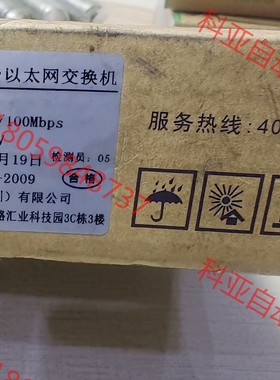 以太网交换机
100Mbps
月19日 检测员: 05
-2009 合格
) 有限公司
路汇业科技园3C栋3楼
服务热线: 40
18059840737
科亚自动
科亚